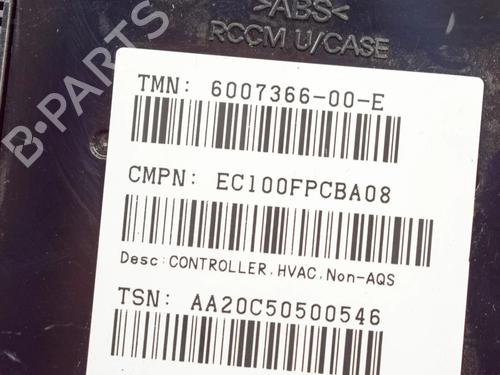 >ABS<
RCCM U/CASE
TMN: 6007366-00-E
CMPN: EC100FPCBA08
Desc:CONTROLLER,HVAC,Non-AQS
TSN: AA20C50500546
B-PARTS